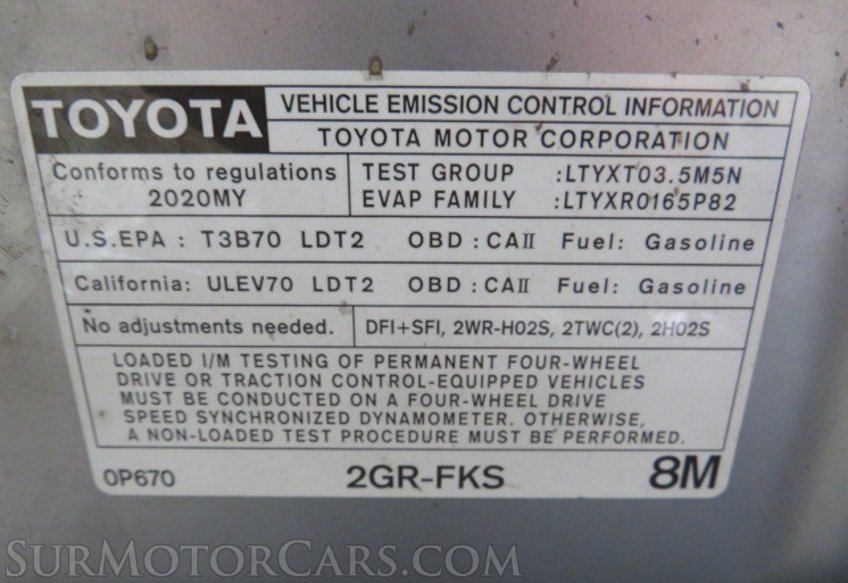 TOYOTA
VEHICLE EMISSION CONTROL INFORMATION
TOYOTA MOTOR CORPORATION
Conforms to regulations
2020MY
TEST GROUP :LTYXT03.5M5N
EVAP FAMILY :LTYXR0165P82
U.S.EPA : T3B70 LDT2 OBD : CAⅡ Fuel: Gasoline
California: ULEV70 LDT2 OBD : CAⅡ Fuel: Gasoline
No adjustments needed.
DFI+SFI, 2WR-HO2S, 2TWC(2), 2HO2S
LOADED I/M TESTING OF PERMANENT FOUR-WHEEL
DRIVE OR TRACTION CONTROL-EQUIPPED VEHICLES
MUST BE CONDUCTED ON A FOUR-WHEEL DRIVE
SPEED SYNCHRONIZED DYNAMOMETER. OTHERWISE,
A NON-LOADED TEST PROCEDURE MUST BE PERFORMED.
0P670
2GR-FKS
8M
SURMOTORCARS.COM